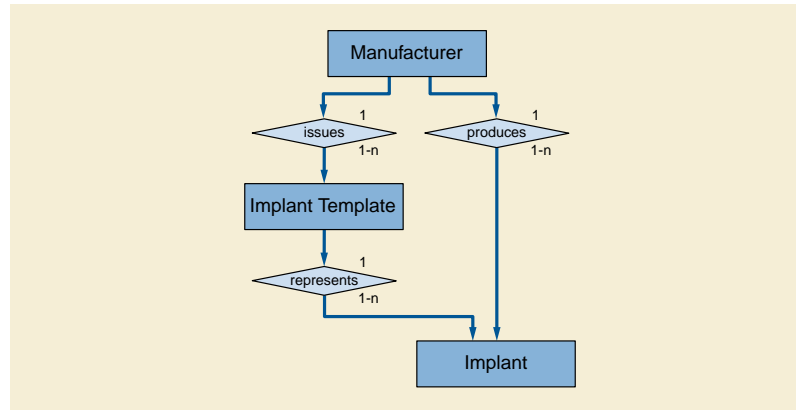 Manufacturer
1
1
issues
produces
1-n
1-n
Implant Template
1
represents
1-n
Implant